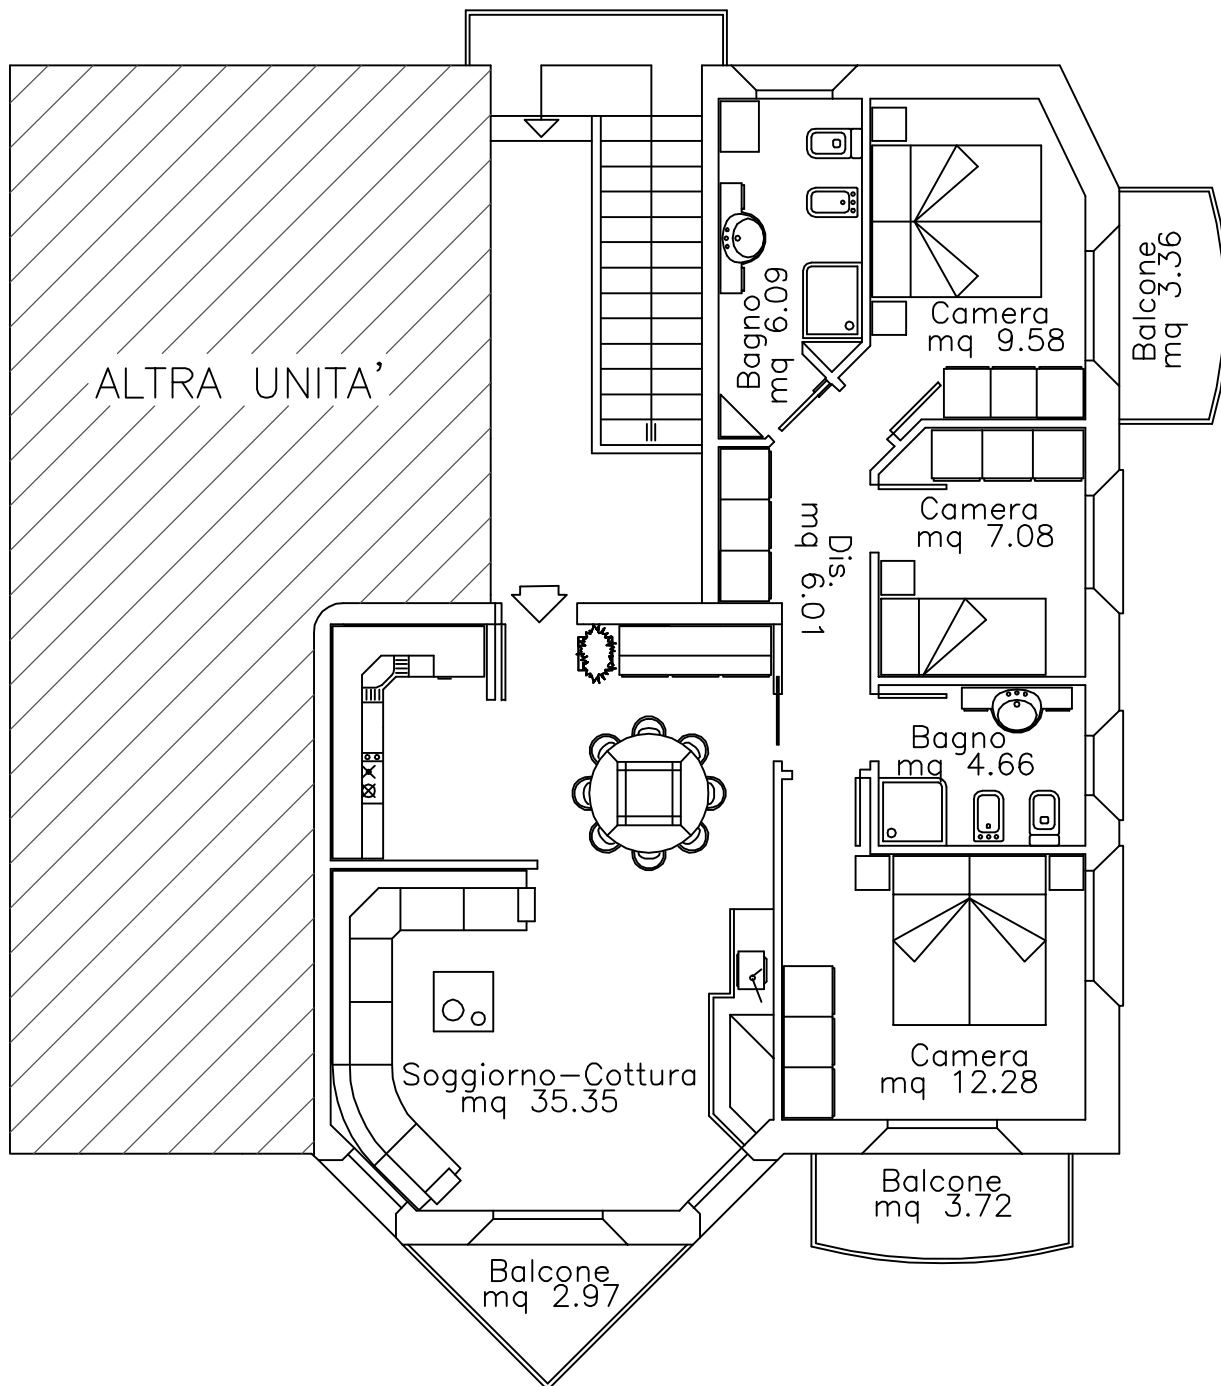 ALTRA UNITA'
Bagno
mq 6.09
Camera
mq 9.58
Balcone
mq 3.36
Camera
mq 7.08
Dis.
mq 6.01
Bagno
mq 4.66
Soggiorno-Cottura
mq 35.35
Camera
mq 12.28
Balcone
mq 3.72
Balcone
mq 2.97